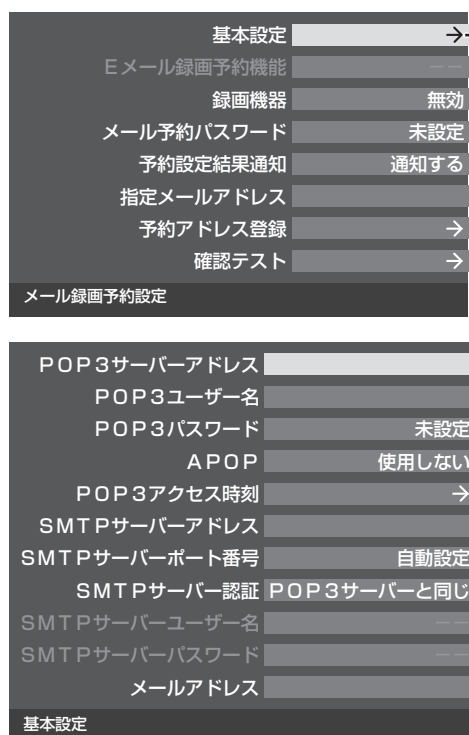 基本設定 →
Eメール録画予約機能 −−
録画機器 無効
メール予約パスワード 未設定
予約設定結果通知 通知する
指定メールアドレス
予約アドレス登録 →
確認テスト →
メール録画予約設定
POP3サーバーアドレス
POP3ユーザー名
POP3パスワード 未設定
APOP 使用しない
POP3アクセス時刻 →
SMTPサーバーアドレス
SMTPサーバーポート番号 自動設定
SMTPサーバー認証 POP3サーバーと同じ
SMTPサーバーユーザー名 −−
SMTPサーバーパスワード −−
メールアドレス
基本設定